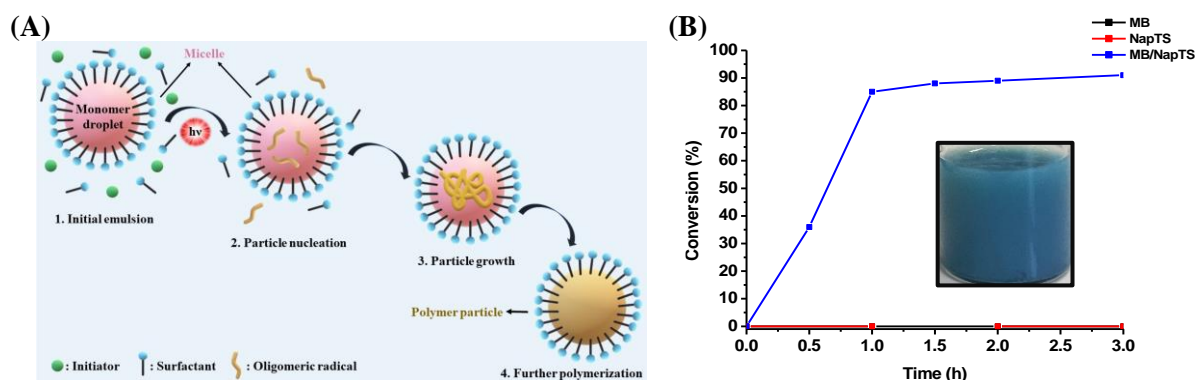 (A)
Micelle
Monomer
droplet
hv
1. Initial emulsion
2. Particle nucleation
3. Particle growth
Polymer particle
4. Further polymerization
: Initiator
: Surfactant
: Oligomeric radical
(B)
MB
NapTS
MB/NapTS
Conversion (%)
100
90
80
70
60
50
40
30
20
10
0
0.0
0.5
1.0
1.5
2.0
2.5
3.0
Time (h)